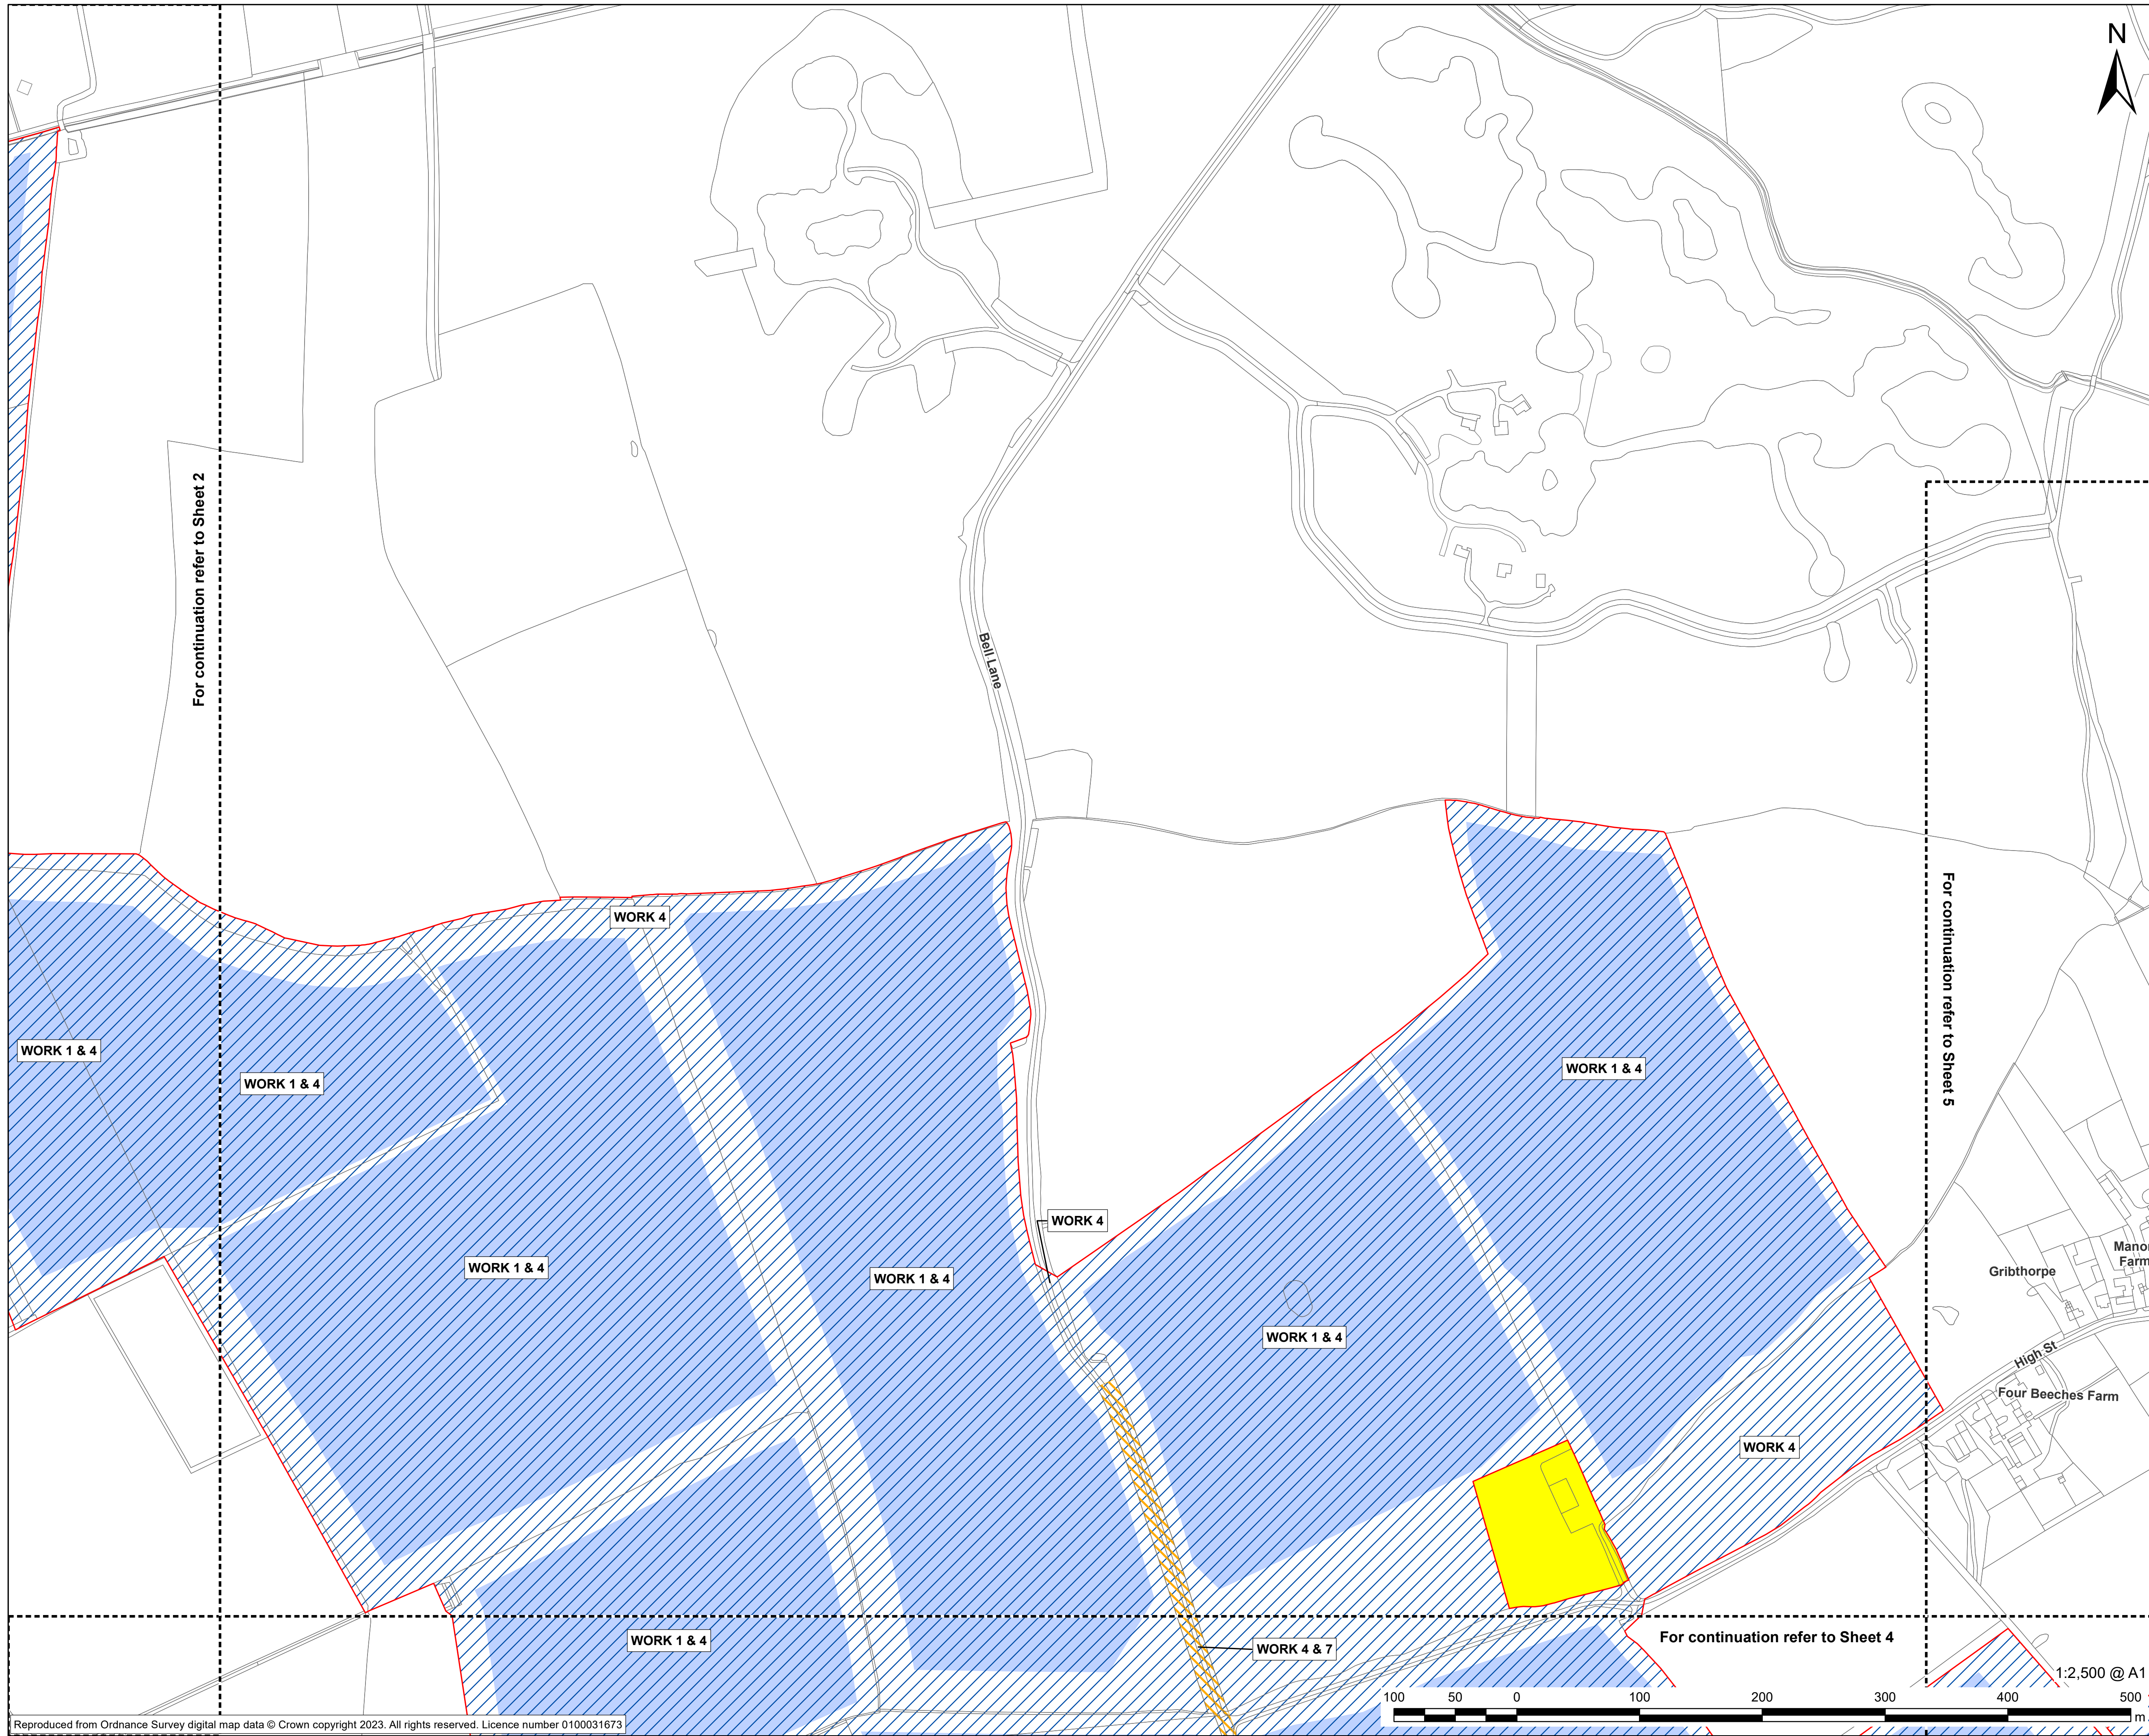 N
For continuation refer to Sheet 2
Bell Lane
WORK 4
For continuation refer to Sheet 5
WORK 1 & 4
WORK 1 & 4
WORK 1 & 4
WORK 4
Manor
Farm
Gribthorpe
WORK 1 & 4
WORK 1 & 4
WORK 1 & 4
High St
Four Beeches Farm
WORK 4
WORK 1 & 4
WORK 4 & 7
For continuation refer to Sheet 4
1:2,500 @ A1
100 50 0 100 200 300 400 500
m
Reproduced from Ordnance Survey digital map data © Crown copyright 2023. All rights reserved. Licence number 0100031673